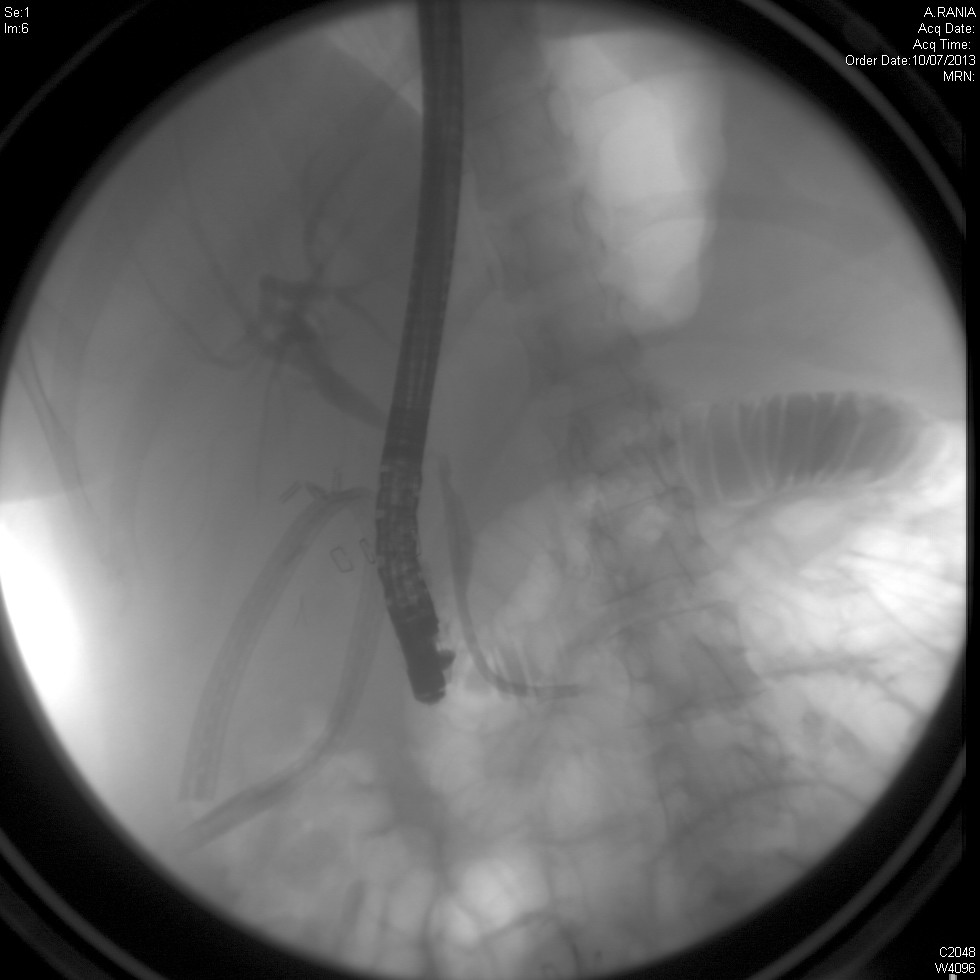 Se:1
Im:6
A.RANIA
Acq Date:
Acq Time:
Order Date:10/07/2013
MRN:
C2048
W4096